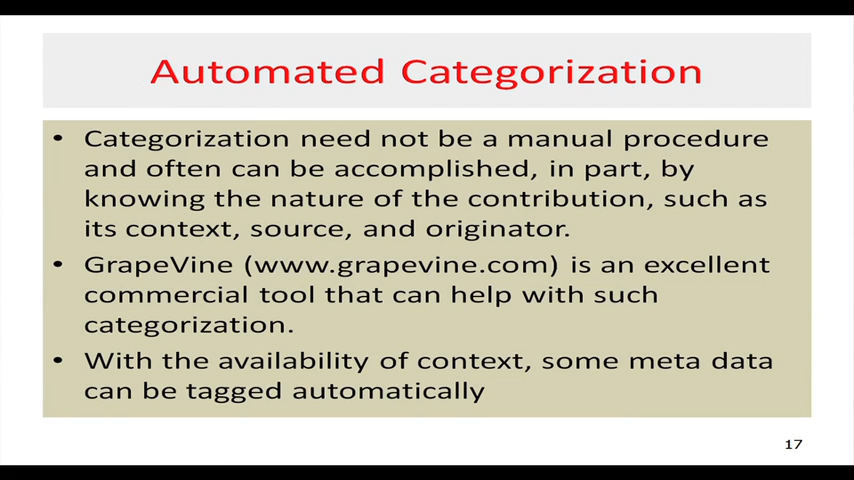 Automated Categorization
• Categorization need not be a manual procedure
and often can be accomplished, in part, by
knowing the nature of the contribution, such as
its context, source, and originator.
• GrapeVine (www.grapevine.com) is an excellent
commercial tool that can help with such
categorization.
• With the availability of context, some meta data
can be tagged automatically
17